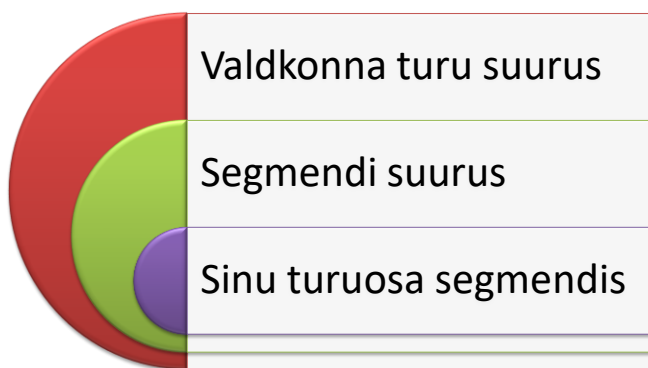 Valdkonna turu suurus
Segmendi suurus
Sinu turuosa segmendis